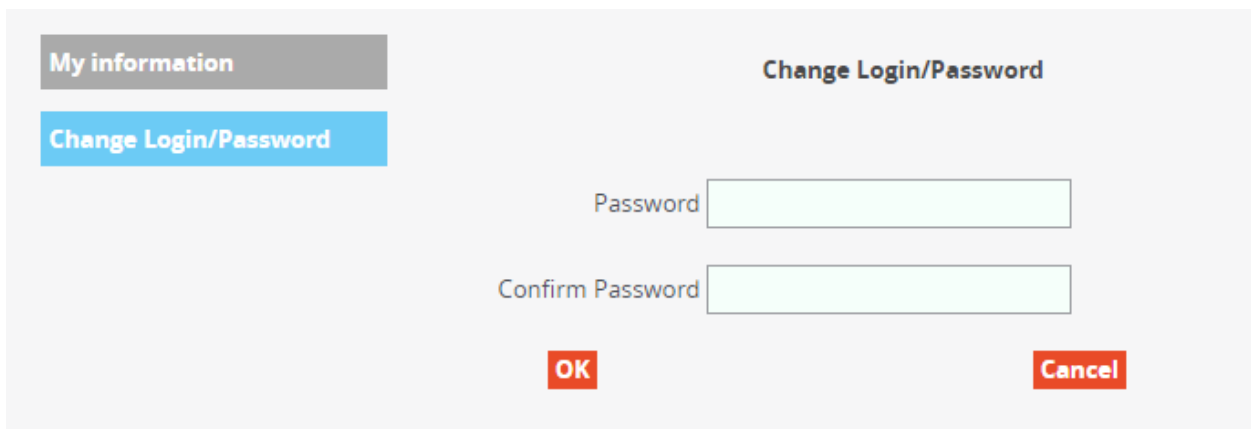 My information
Change Login/Password
Change Login/Password
Password
Confirm Password
OK
Cancel